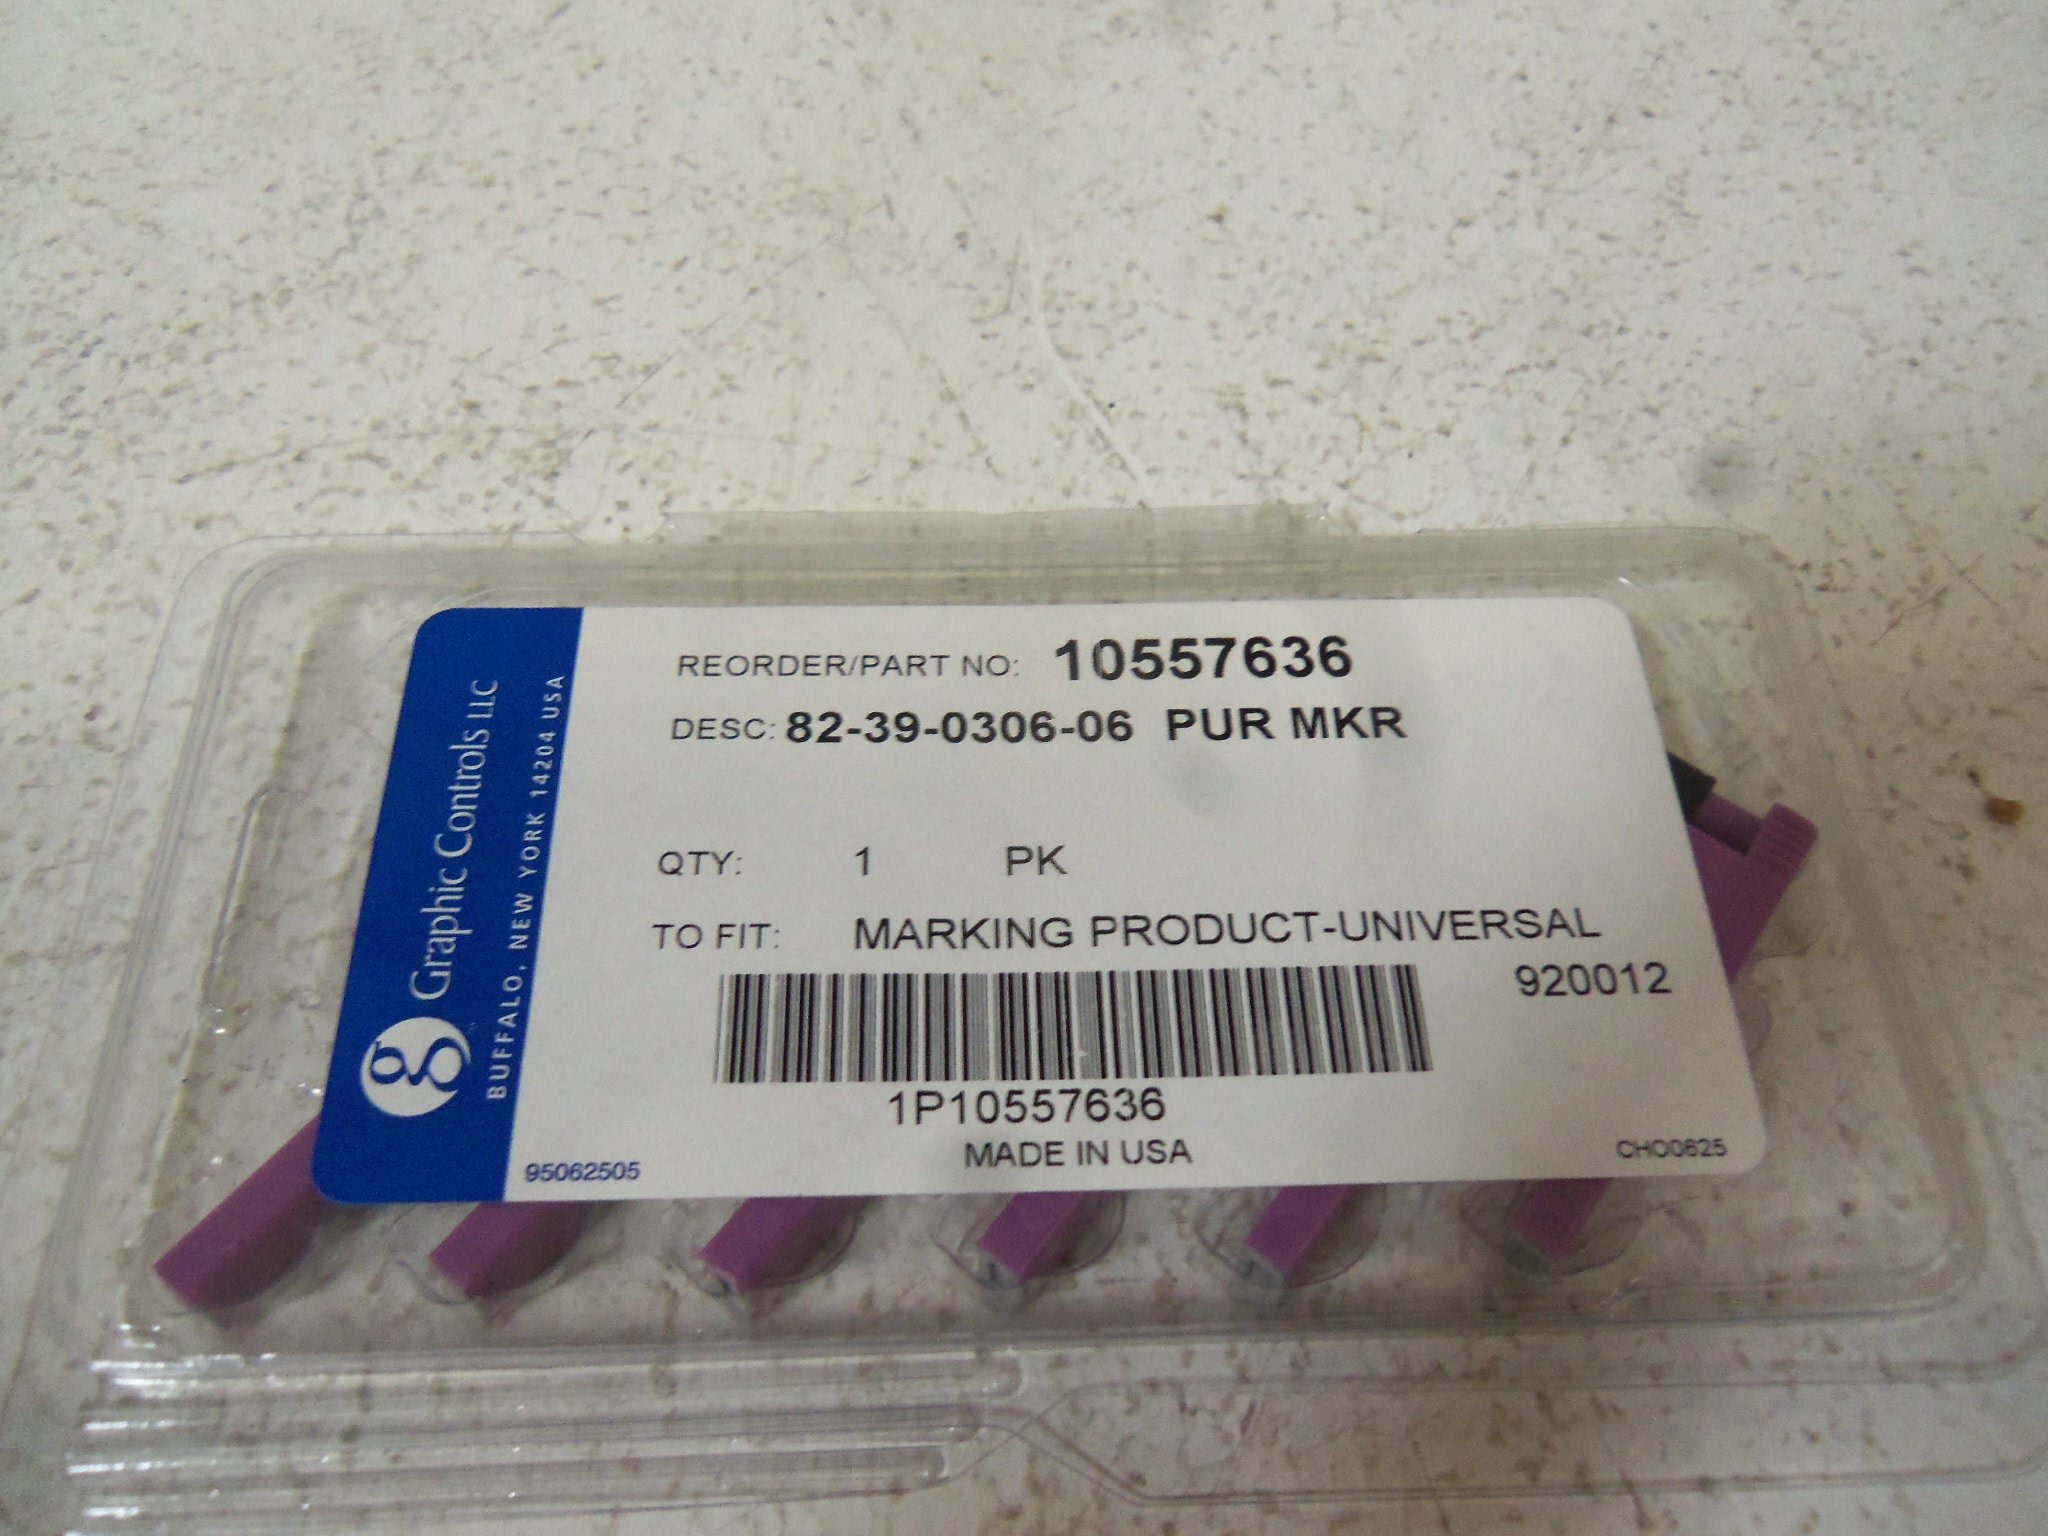 g Graphic Controls LLC
BUFFALO, NEW YORK 14204 USA
REORDER/PART NO: 10557636
DESC: 82-39-0306-06 PUR MKR
QTY: 1 PK
TO FIT: MARKING PRODUCT-UNIVERSAL
920012
1P10557636
MADE IN USA
95062505
CHO0625